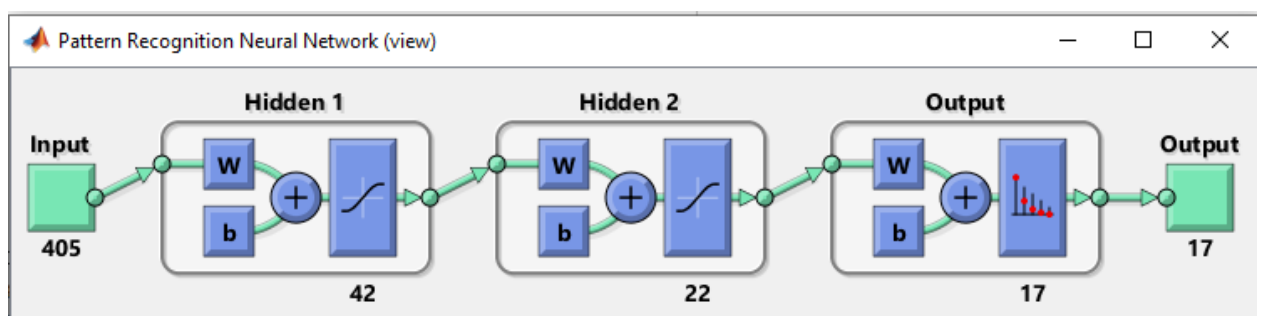 Pattern Recognition Neural Network (view)
Hidden 1
Hidden 2
Output
Input
Output
W
W
W
b
b
b
405
17
42
22
17